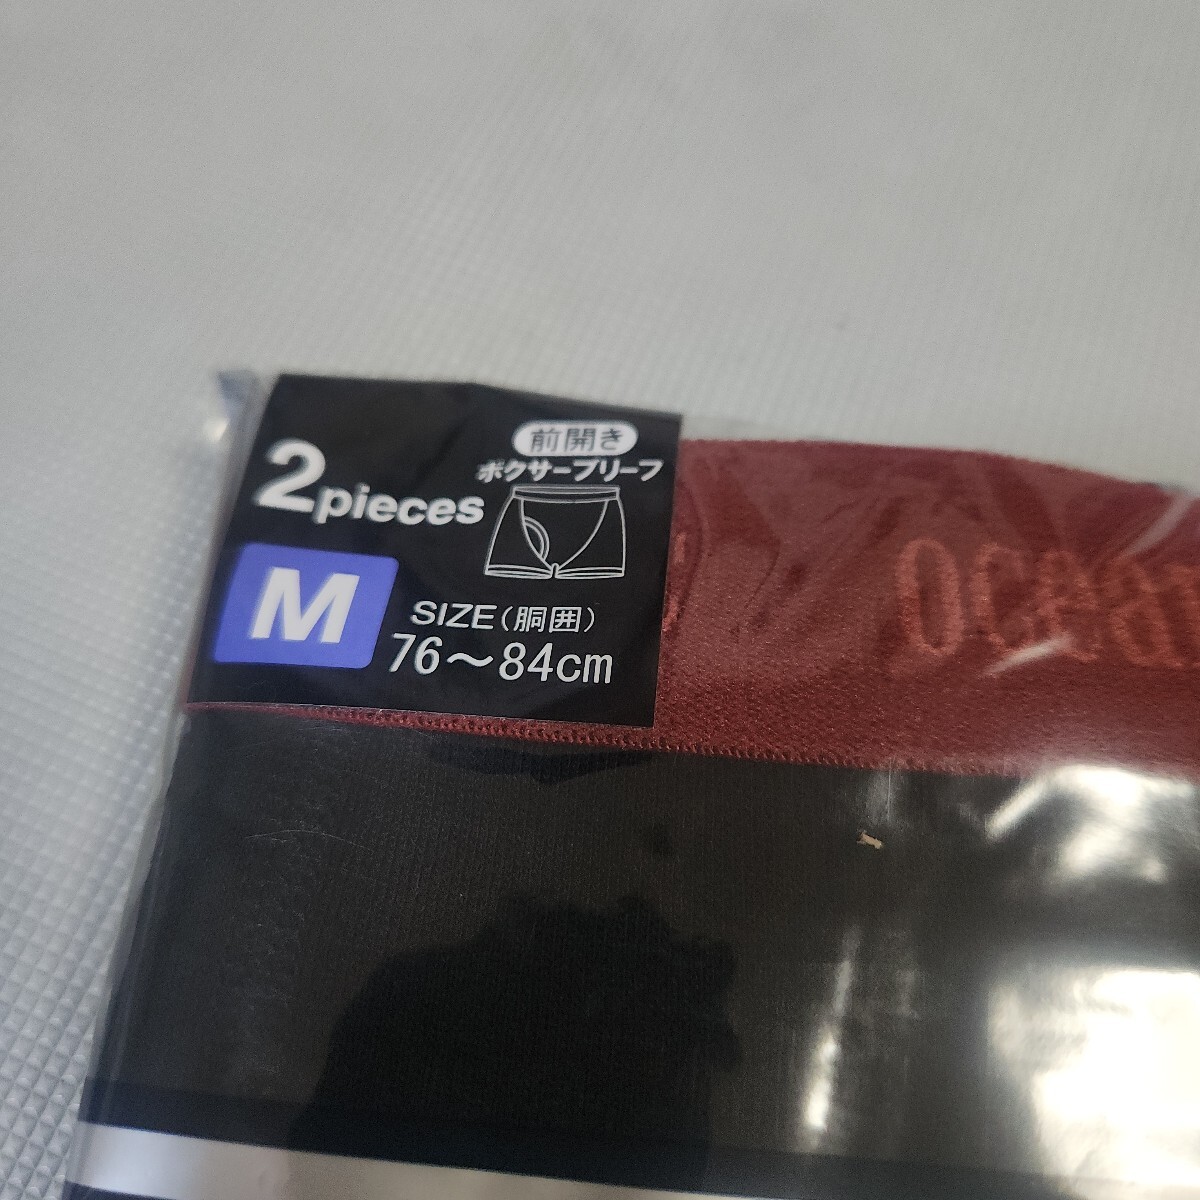 2pieces
前開き
ボクサーブリーフ
M
SIZE(胴囲)
76～84cm